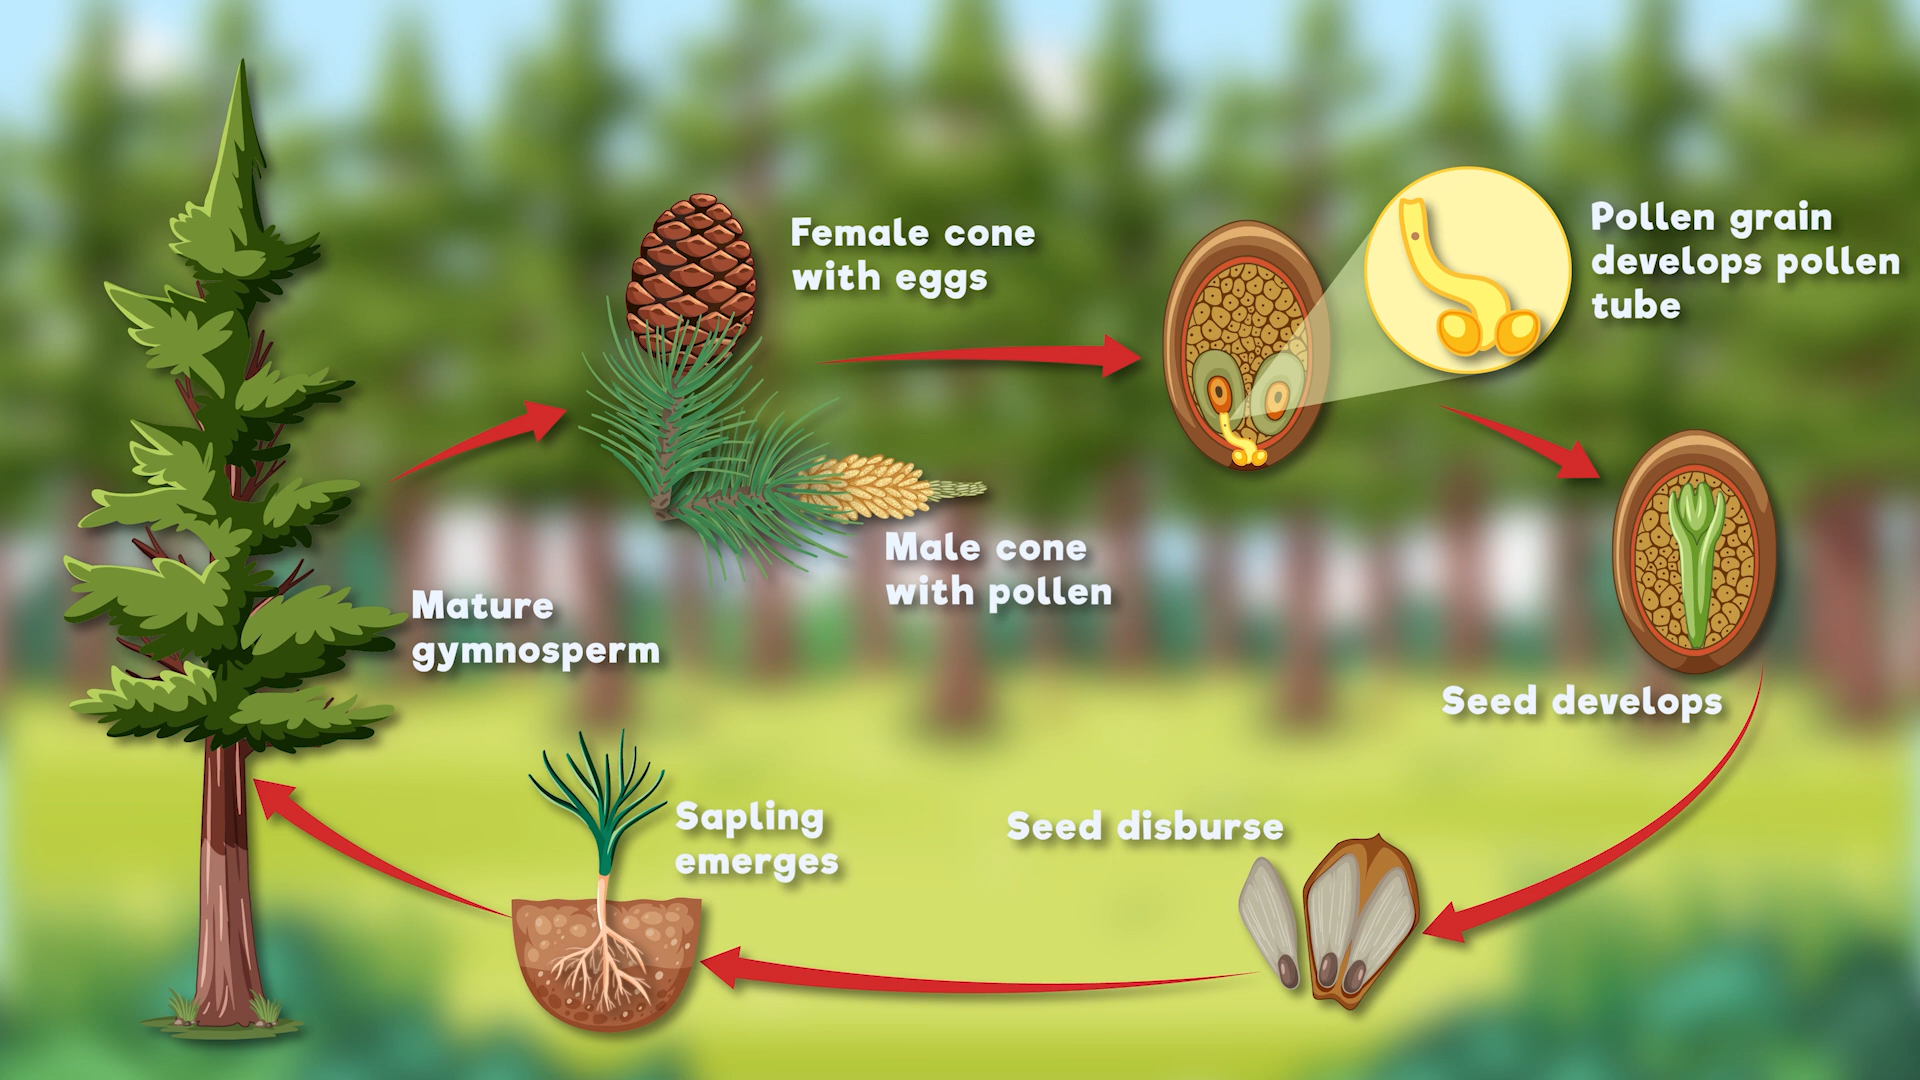 Female cone
with eggs
Pollen grain
develops pollen
tube
Male cone
with pollen
Mature
gymnosperm
Seed develops
Sapling
emerges
Seed disburse